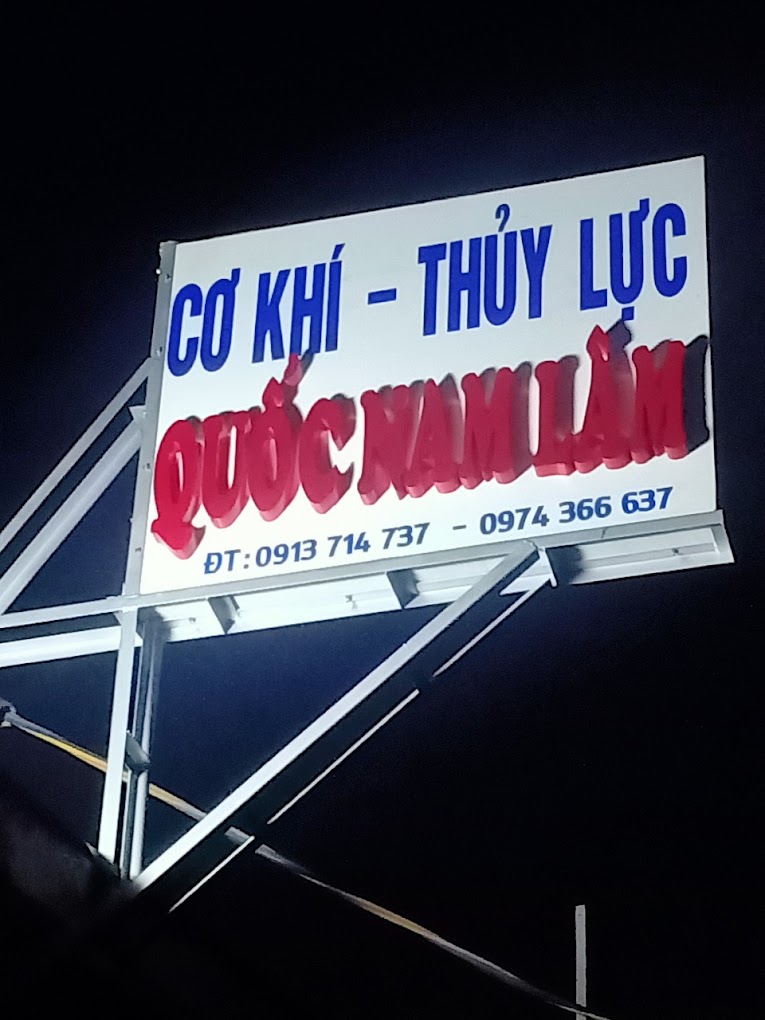 CƠ KHÍ - THỦY LỰC
QUỐC NAM LÂM
ĐT: 0913 714 737 - 0974 366 637